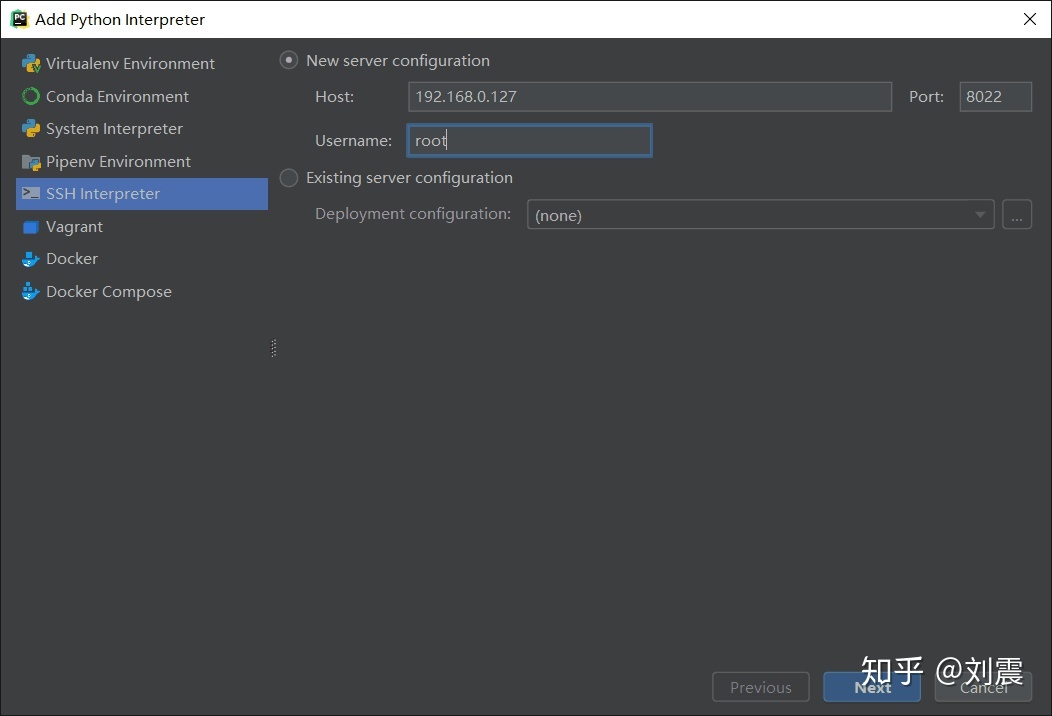 PC Add Python Interpreter
Virtualenv Environment
Conda Environment
System Interpreter
Pipenv Environment
SSH Interpreter
Vagrant
Docker
Docker Compose
New server configuration
Host: 192.168.0.127 Port: 8022
Username: root
Existing server configuration
Deployment configuration: (none) ...
Previous Next Cancel
知乎 @刘震